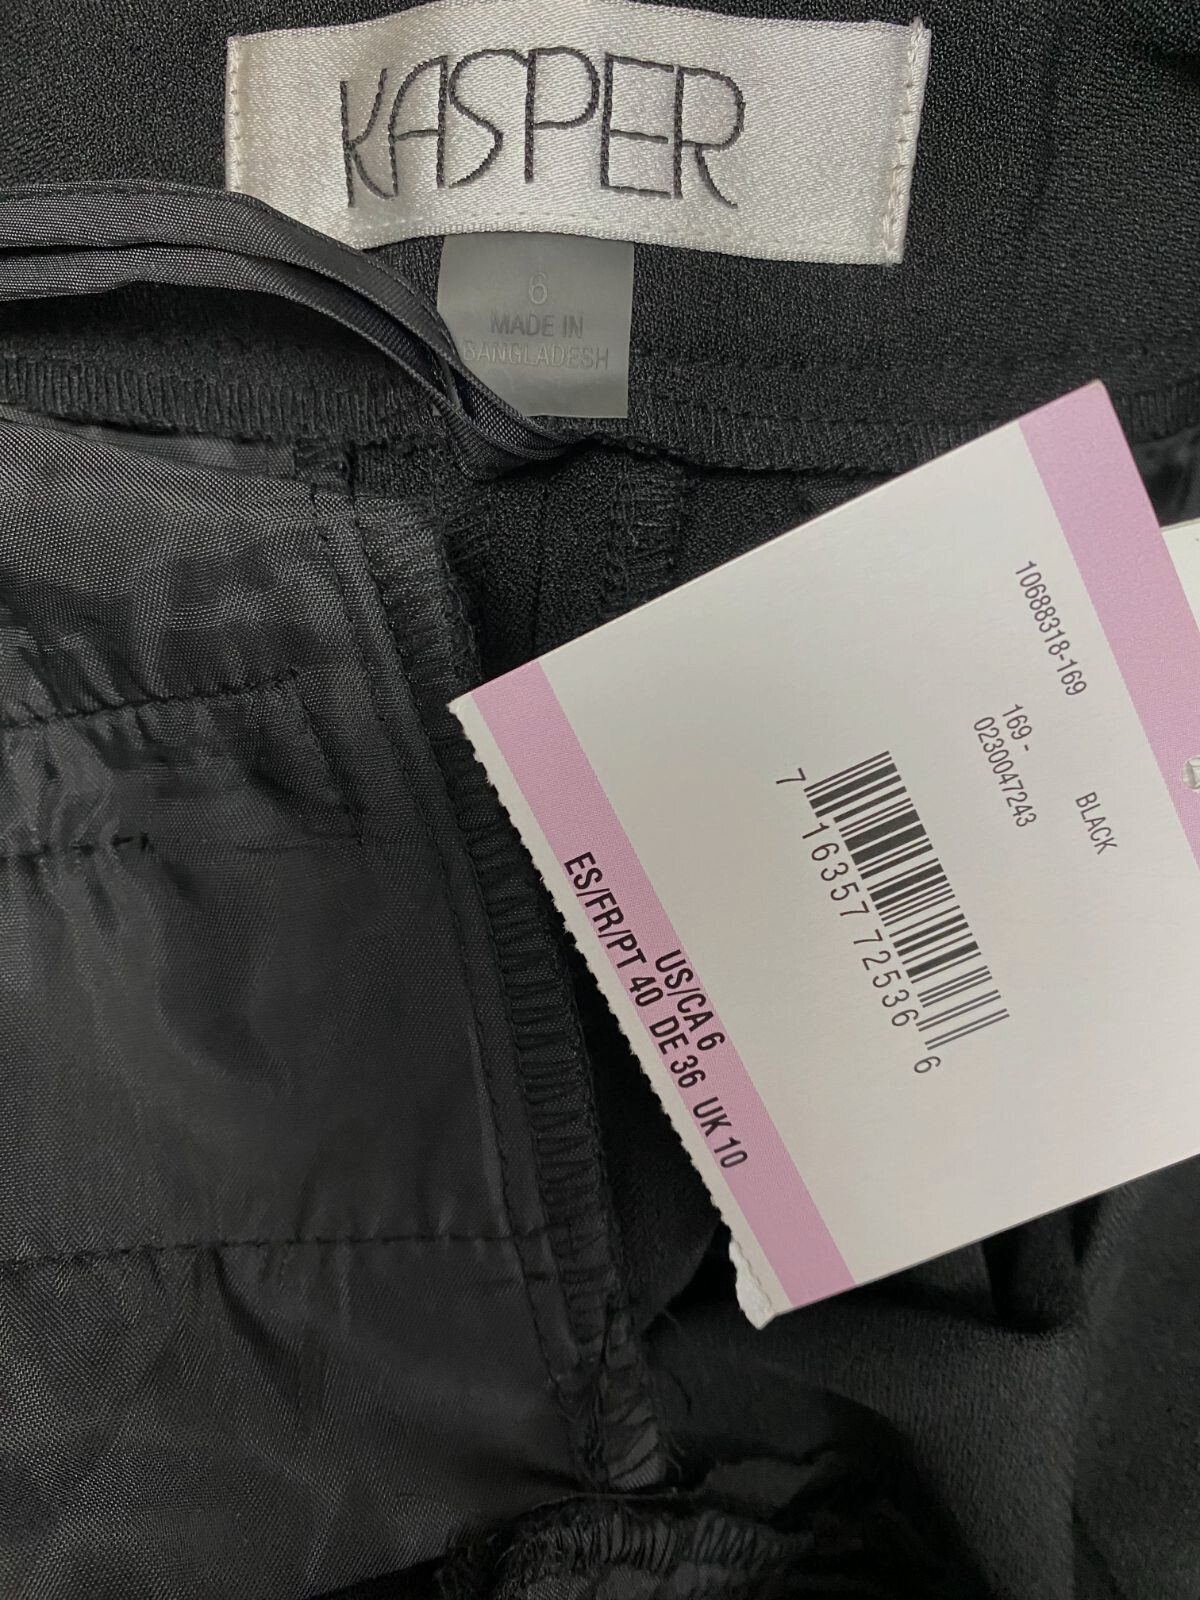 KASPER
6
MADE IN
BANGLADESH
10688318-169
169 -
0230047243
BLACK
7 16357 72536 6
US/CA 6
ES/FR/PT 40 DE 36 UK 10